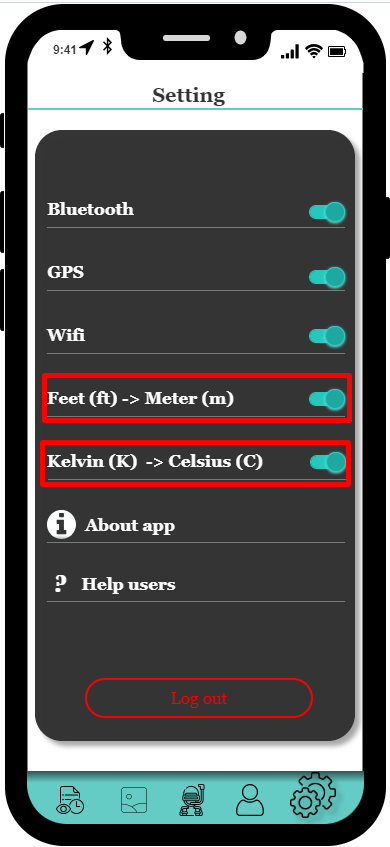 9:41
Setting
Bluetooth
GPS
Wifi
Feet (ft) -> Meter (m)
Kelvin (K) -> Celsius (C)
About app
? Help users
Log out